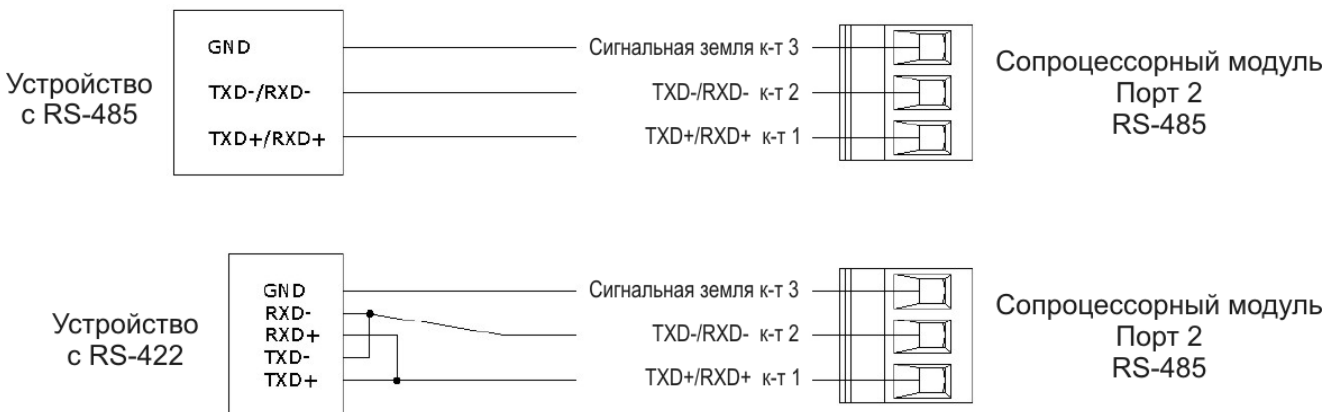 Устройство
с RS-485
GND
TXD-/RXD-
TXD+/RXD+
Сигнальная земля к-т 3
TXD-/RXD- к-т 2
TXD+/RXD+ к-т 1
Сопроцессорный модуль
Порт 2
RS-485
Устройство
с RS-422
GND
RXD-
RXD+
TXD-
TXD+
Сигнальная земля к-т 3
TXD-/RXD- к-т 2
TXD+/RXD+ к-т 1
Сопроцессорный модуль
Порт 2
RS-485